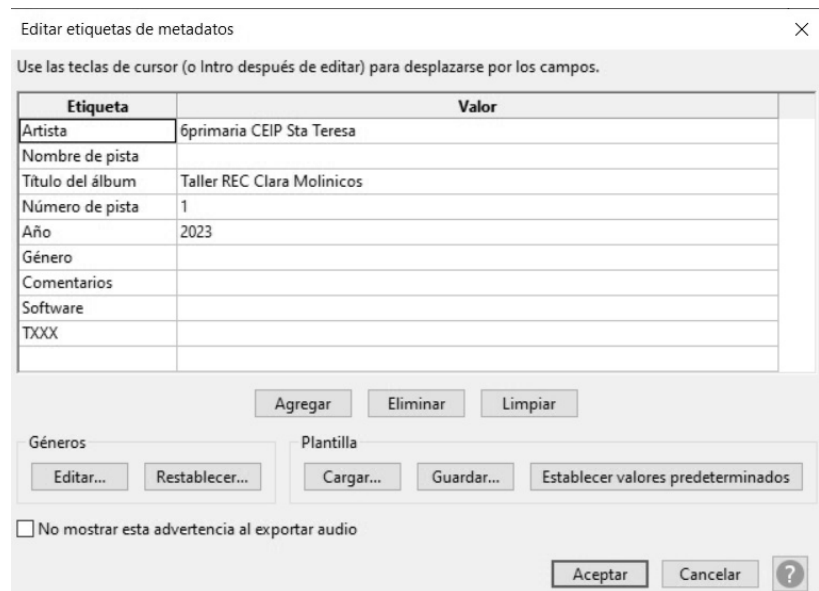 Editar etiquetas de metadatos
Use las teclas de cursor (o Intro después de editar) para desplazarse por los campos.
Etiqueta Valor
Artista 6primaria CEIP Sta Teresa
Nombre de pista
Título del álbum Taller REC Clara Molinicos
Número de pista 1
Año 2023
Género
Comentarios
Software
TXXX
Agregar Eliminar Limpiar
Géneros Plantilla
Editar... Restablecer... Cargar... Guardar... Establecer valores predeterminados
No mostrar esta advertencia al exportar audio
Aceptar Cancelar ?